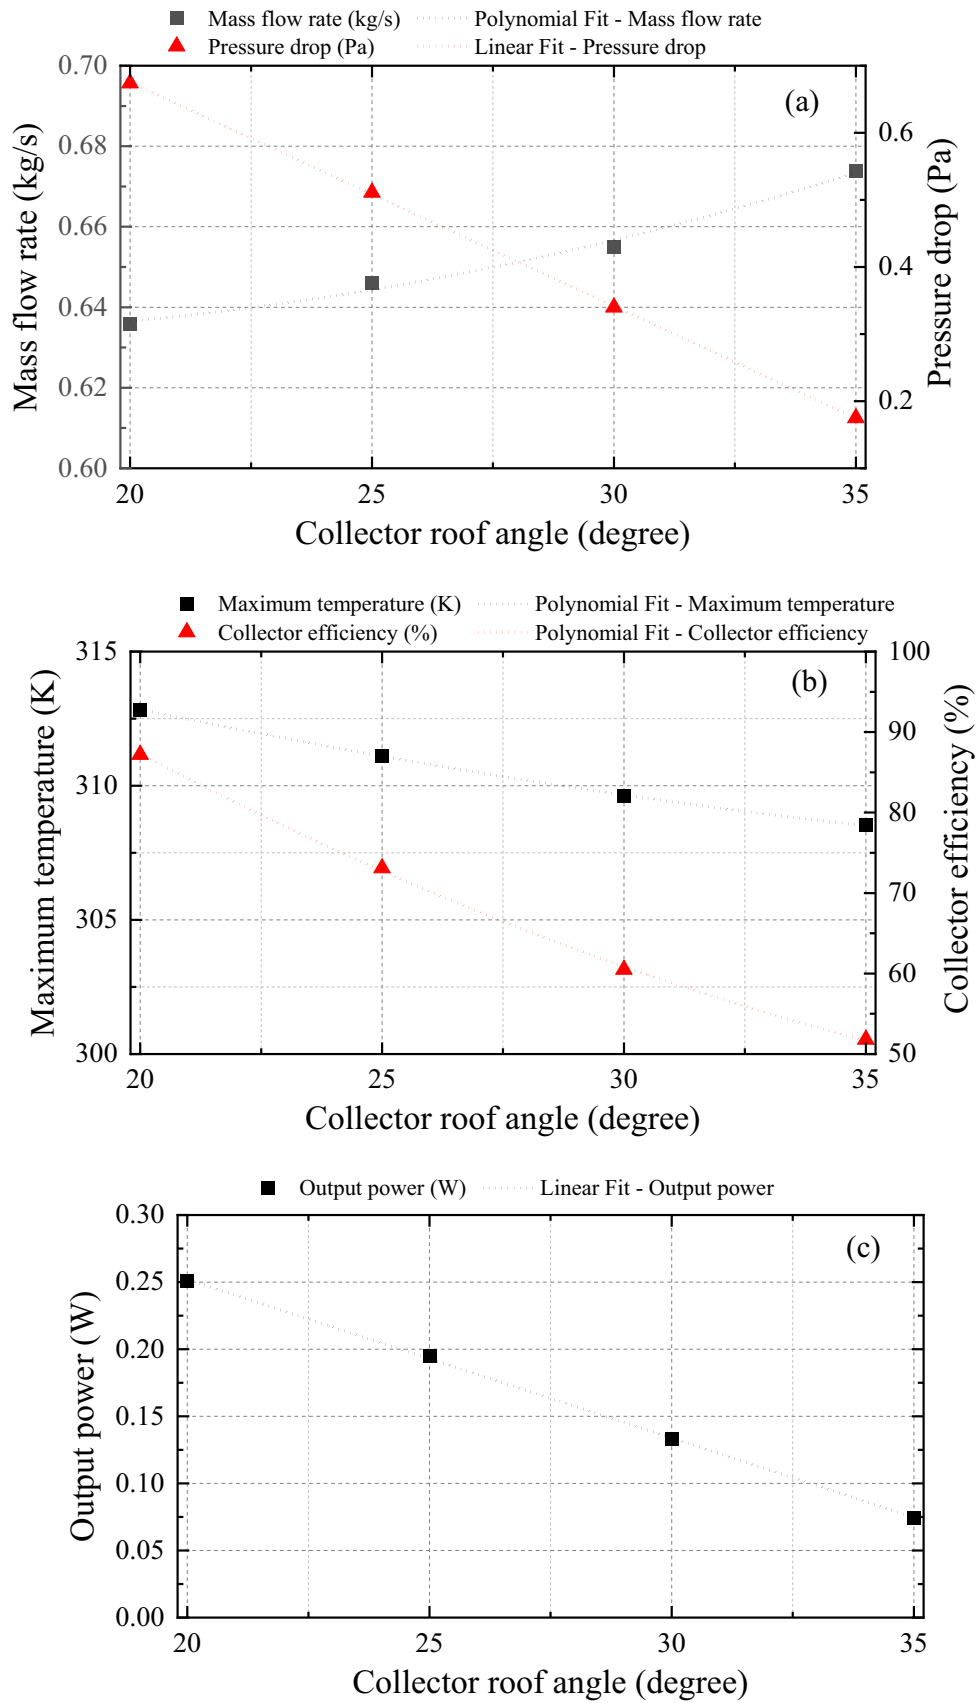 Mass flow rate (kg/s) Polynomial Fit - Mass flow rate
Pressure drop (Pa) Linear Fit - Pressure drop
(a)
Mass flow rate (kg/s)
0.70
0.68
0.66
0.64
0.62
0.60
Pressure drop (Pa)
0.6
0.4
0.2
20 25 30 35
Collector roof angle (degree)
Maximum temperature (K) Polynomial Fit - Maximum temperature
Collector efficiency (%) Polynomial Fit - Collector efficiency
(b)
Maximum temperature (K)
315
310
305
300
Collector efficiency (%)
100
90
80
70
60
50
20 25 30 35
Collector roof angle (degree)
Output power (W) Linear Fit - Output power
(c)
Output power (W)
0.30
0.25
0.20
0.15
0.10
0.05
0.00
20 25 30 35
Collector roof angle (degree)